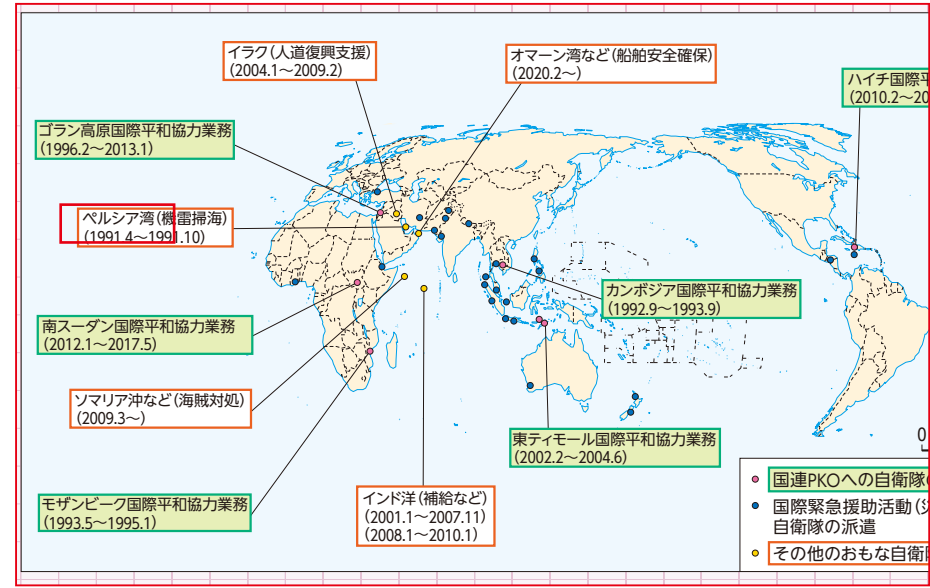 イラク(人道復興支援)
(2004.1～2009.2)
オマーン湾など(船舶安全確保)
(2020.2～)
ハイチ国際平
(2010.2～20
ゴラン高原国際平和協力業務
(1996.2～2013.1)
ペルシア湾(機雷掃海)
(1991.4～1991.10)
カンボジア国際平和協力業務
(1992.9～1993.9)
南スーダン国際平和協力業務
(2012.1～2017.5)
ソマリア沖など(海賊対処)
(2009.3～)
東ティモール国際平和協力業務
(2002.2～2004.6)
モザンビーク国際平和協力業務
(1993.5～1995.1)
インド洋(補給など)
(2001.1～2007.11)
(2008.1～2010.1)
0
国連PKOへの自衛隊の
国際緊急援助活動(災
自衛隊の派遣
その他のおもな自衛隊